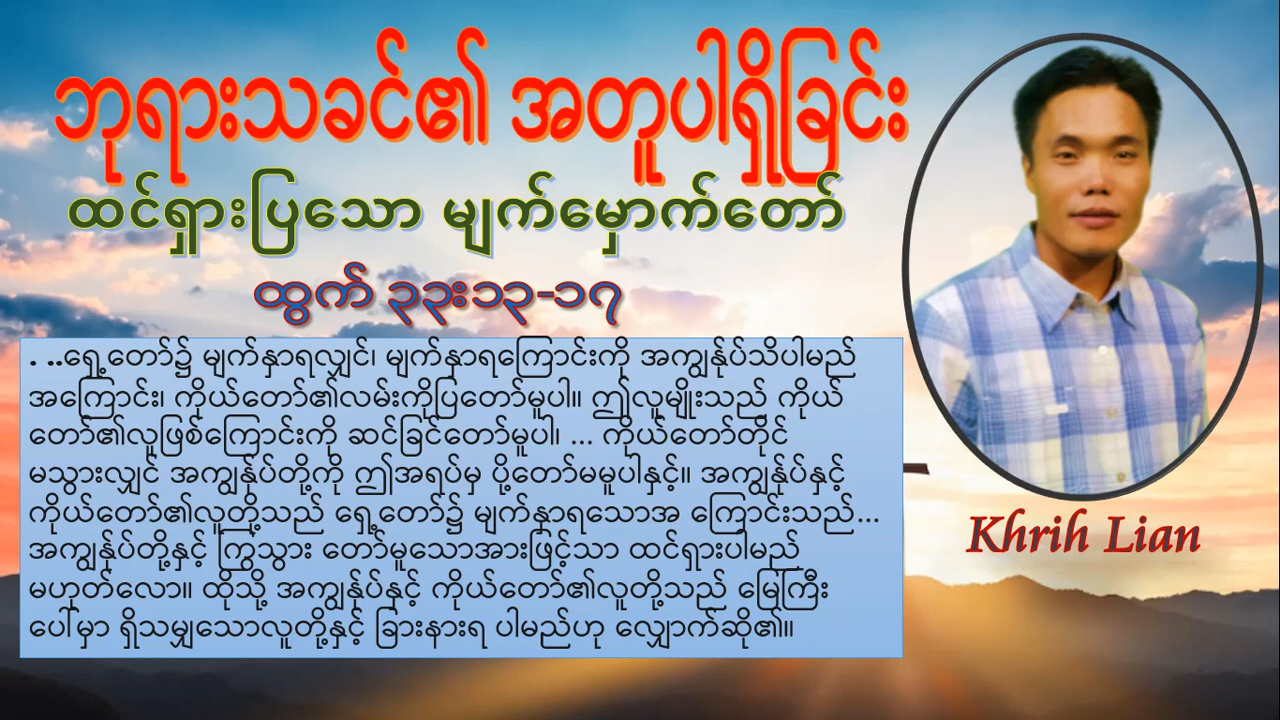 ဘုရားသခင်၏ အတူပါရှိခြင်း
ထင်ရှားပြသော မျက်မှောက်တော်
ထွက် ၃၃း၁၃-၁၇
. ..ရှေ့တော်၌ မျက်နှာရလျှင်၊ မျက်နှာရကြောင်းကို အကျွန်ုပ်သိပါမည်
အကြောင်း၊ ကိုယ်တော်၏လမ်းကိုပြတော်မူပါ။ ဤလူမျိုးသည် ကိုယ်
တော်၏လူဖြစ်ကြောင်းကို ဆင်ခြင်တော်မူပါ၊ ... ကိုယ်တော်တိုင်
မသွားလျှင် အကျွန်ုပ်တို့ကို ဤအရပ်မှ ပို့တော်မမူပါနှင့်။ အကျွန်ုပ်နှင့်
ကိုယ်တော်၏လူတို့သည် ရှေ့တော်၌ မျက်နှာရသောအ ကြောင်းသည်...
အကျွန်ုပ်တို့နှင့် ကြွသွား တော်မူသောအားဖြင့်သာ ထင်ရှားပါမည်
မဟုတ်လော။ ထိုသို့ အကျွန်ုပ်နှင့် ကိုယ်တော်၏လူတို့သည် မြေကြီး
ပေါ်မှာ ရှိသမျှသောလူတို့နှင့် ခြားနားရ ပါမည်ဟု လျှောက်ဆို၏။
Khrih Lian